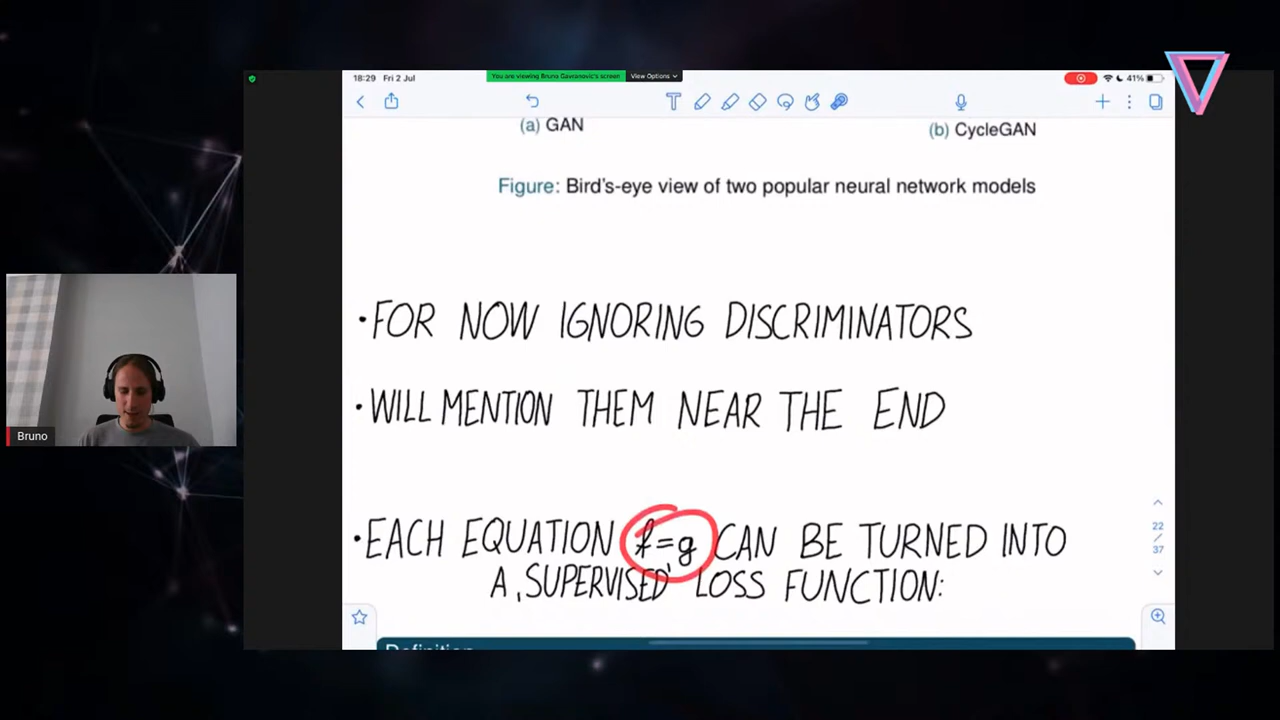 18:29 Fri 2 Jul
You are viewing Bruno Gavranovic's screen
View Options
41%
(a) GAN
(b) CycleGAN
Figure: Bird's-eye view of two popular neural network models
• FOR NOW IGNORING DISCRIMINATORS
• WILL MENTION THEM NEAR THE END
Bruno
• EACH EQUATION f=g CAN BE TURNED INTO
A 'SUPERVISED' LOSS FUNCTION:
22
/
37
Definition